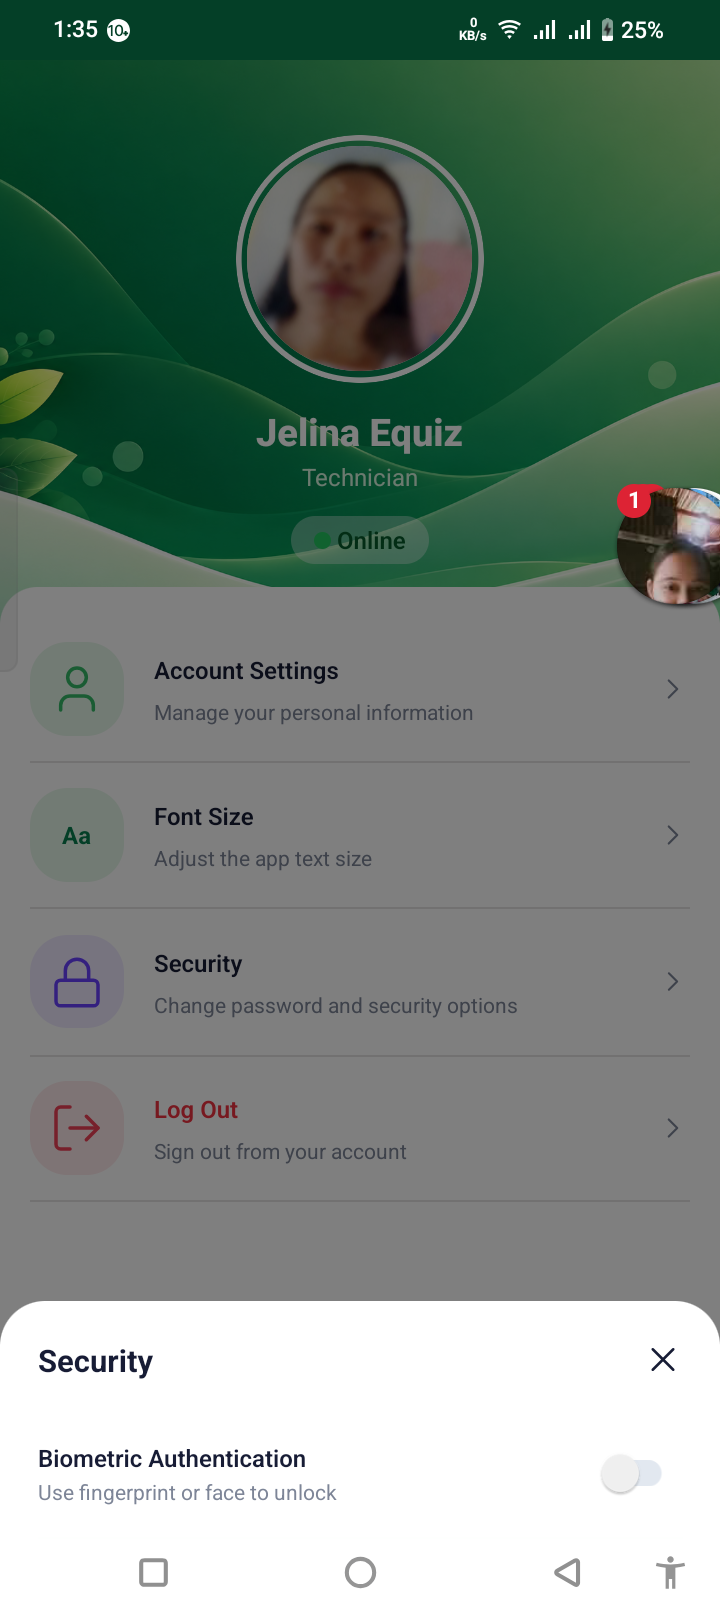 1:35
10
0
KB/s
25%
Jelina Equiz
Technician
Online
1
Account Settings
Manage your personal information
Aa
Font Size
Adjust the app text size
Security
Change password and security options
Log Out
Sign out from your account
Security
Biometric Authentication
Use fingerprint or face to unlock